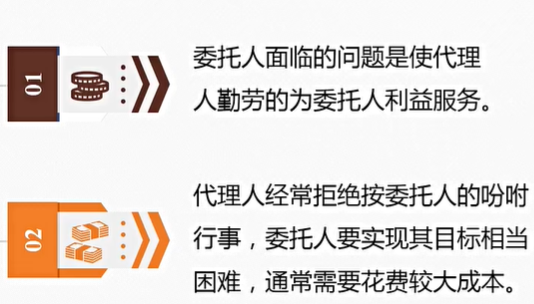 01
委托人面临的问题是使代理
人勤劳的为委托人利益服务。
02
代理人经常拒绝按委托人的吩咐
行事，委托人要实现其目标相当
困难，通常需要花费较大成本。